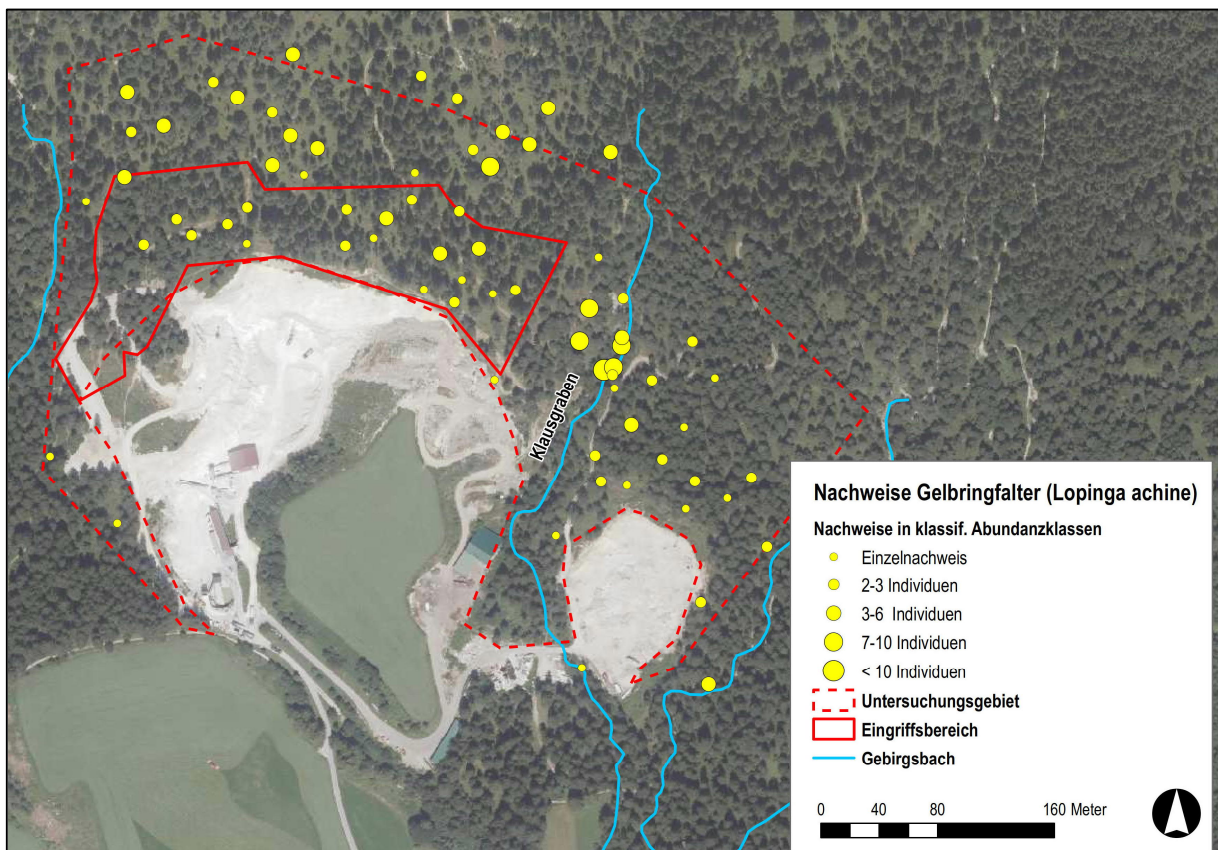 Klausgraben
Nachweise Gelbringfalter (Lopinga achine)
Nachweise in klassif. Abundanzklassen
Einzelnachweis
2-3 Individuen
3-6 Individuen
7-10 Individuen
< 10 Individuen
Untersuchungsgebiet
Eingriffsbereich
Gebirgsbach
0 40 80 160 Meter